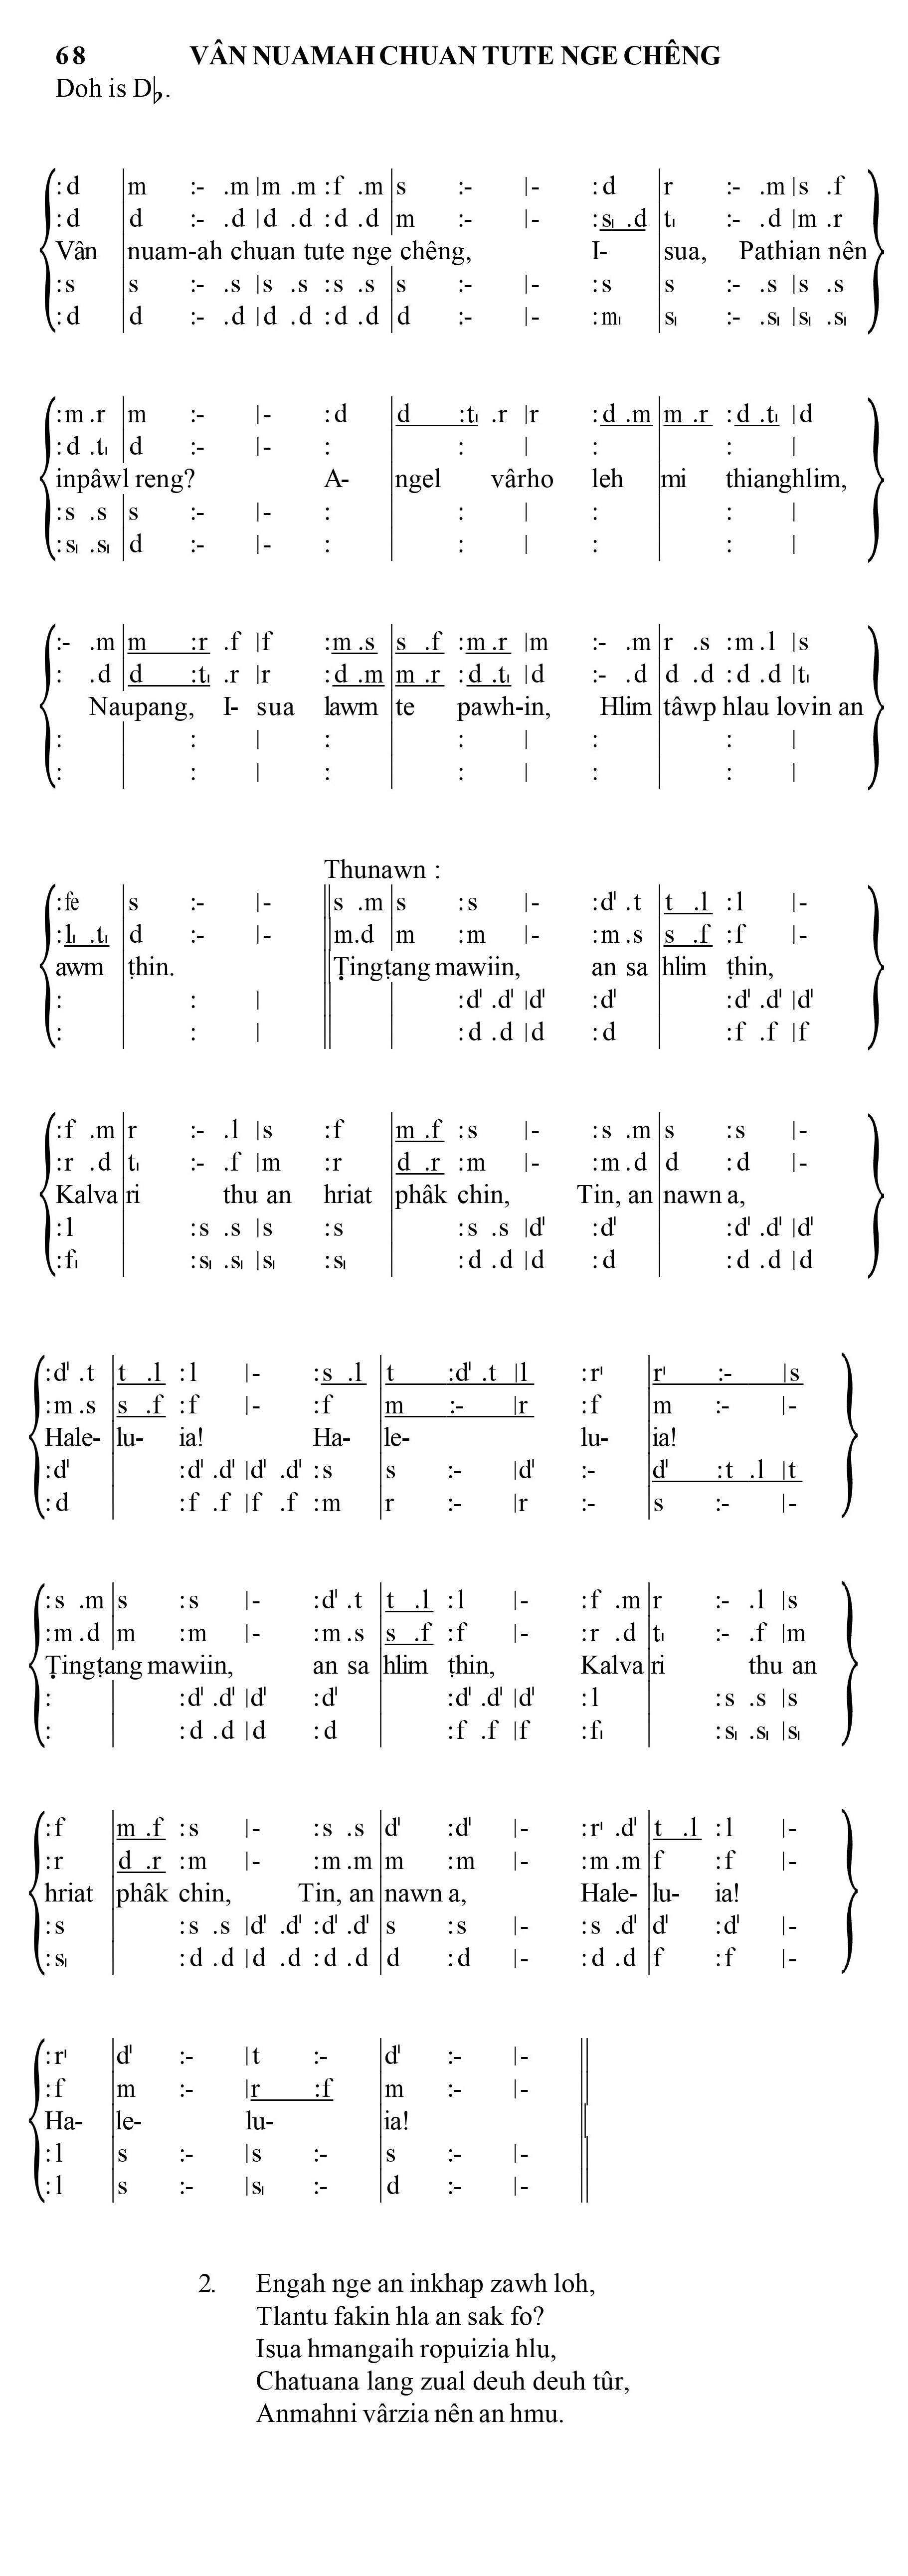 68 VÂN NUAMAH CHUAN TUTE NGE CHÊNG
Doh is D♭.
:d |m :- .m |m .m :f .m |s :- |- :d |r :- .m |s .f
:d |d :- .d |d .d :d .d |m :- |- :s, .d |t, :- .d |m .r
Vân |nuam-ah chuan tute nge chêng, I- |sua, Pathian nên
:s |s :- .s |s .s :s .s |s :- |- :s |s :- .s |s .s
:d |d :- .d |d .d :d .d |d :- |- :m, |s, :- .s, |s, .s,
:m .r |m :- |- :d |d :t, .r |r :d .m |m .r :d .t, |d
:d .t, |d :- |- : | : | : | : |
inpâwl reng? A- |ngel vârho leh |mi thianghlim,
:s .s |s :- |- : | : | : | : |
:s, .s, |d :- |- : | : | : | : |
:- .m |m :r .f |f :m .s |s .f :m .r |m :- .m |r .s :m .l |s
: .d |d :t, .r |r :d .m |m .r :d .t, |d :- .d |d .d :d .d |t,
Naupang, I- sua lawm |te pawh-in, Hlim |tâwp hlau lovin an
: | : | : | : | : | : |
: | : | : | : | : | : |
Thunawn :
:fe |s :- |- ||s .m |s :s |- :d' .t |t .l :l |-
:l, .t, |d :- |- ||m.d |m :m |- :m .s |s .f :f |-
awm |ṭhin. ||Ṭingṭang mawiin, an sa |hlim ṭhin,
: | : | || | :d' .d' |d' :d' | :d' .d' |d'
: | : | || | :d .d |d :d | :f .f |f
:f .m |r :- .l |s :f |m .f :s |- :s .m |s :s |-
:r .d |t, :- .f |m :r |d .r :m |- :m .d |d :d |-
Kalva |ri thu an hriat |phâk chin, Tin, an |nawn a,
:l | :s .s |s :s | :s .s |d' :d' | :d' .d' |d'
:f, | :s, .s, |s, :s, | :d .d |d :d | :d .d |d
:d' .t |t .l :l |- :s .l |t :d' .t |l :r' |r' :- |s
:m .s |s .f :f |- :f |m :- |r :f |m :- |-
Hale- |lu- ia! Ha- |le- lu- |ia!
:d' | :d' .d' |d' .d' :s |s :- |d' :- |d' :t .l |t
:d | :f .f |f .f :m |r :- |r :- |s :- |-
:s .m |s :s |- :d' .t |t .l :l |- :f .m |r :- .l |s
:m .d |m :m |- :m .s |s .f :f |- :r .d |t, :- .f |m
Ṭingṭang mawiin, an sa |hlim ṭhin, Kalva |ri thu an
: | :d' .d' |d' :d' | :d' .d' |d' :l | :s .s |s
: | :d .d |d :d | :f .f |f :f, | :s, .s, |s,
:f |m .f :s |- :s .s |d' :d' |- :r' .d' |t .l :l |-
:r |d .r :m |- :m .m |m :m |- :m .m |f :f |-
hriat |phâk chin, Tin, an |nawn a, Hale- |lu- ia!
:s | :s .s |d' .d' :d' .d' |s :s |- :s .d' |d' :d' |-
:s, | :d .d |d .d :d .d |d :d |- :d .d |f :f |-
:r' |d' :- |t :- |d' :- |- ||
:f |m :- |r :f |m :- |- ||
Ha- |le- lu- |ia! ||
:l |s :- |s :- |s :- |- ||
:l |s :- |s, :- |d :- |- ||
2. Engah nge an inkhap zawh loh,
Tlantu fakin hla an sak fo?
Isua hmangaih ropuizia hlu,
Chatuana lang zual deuh deuh tûr,
Anmahni vârzia nên an hmu.